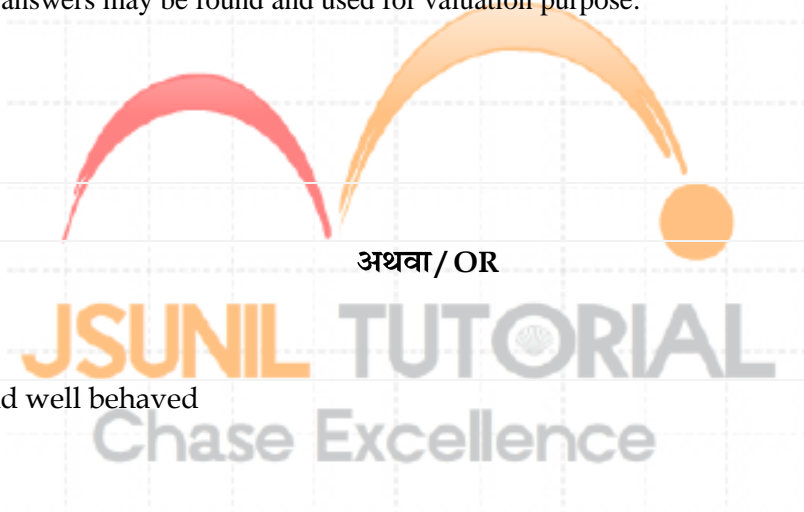 answers may be found and used for valuation purpose.
अथवा/ OR
JSUNIL TUTORIAL
d well behaved
Chase Excellence